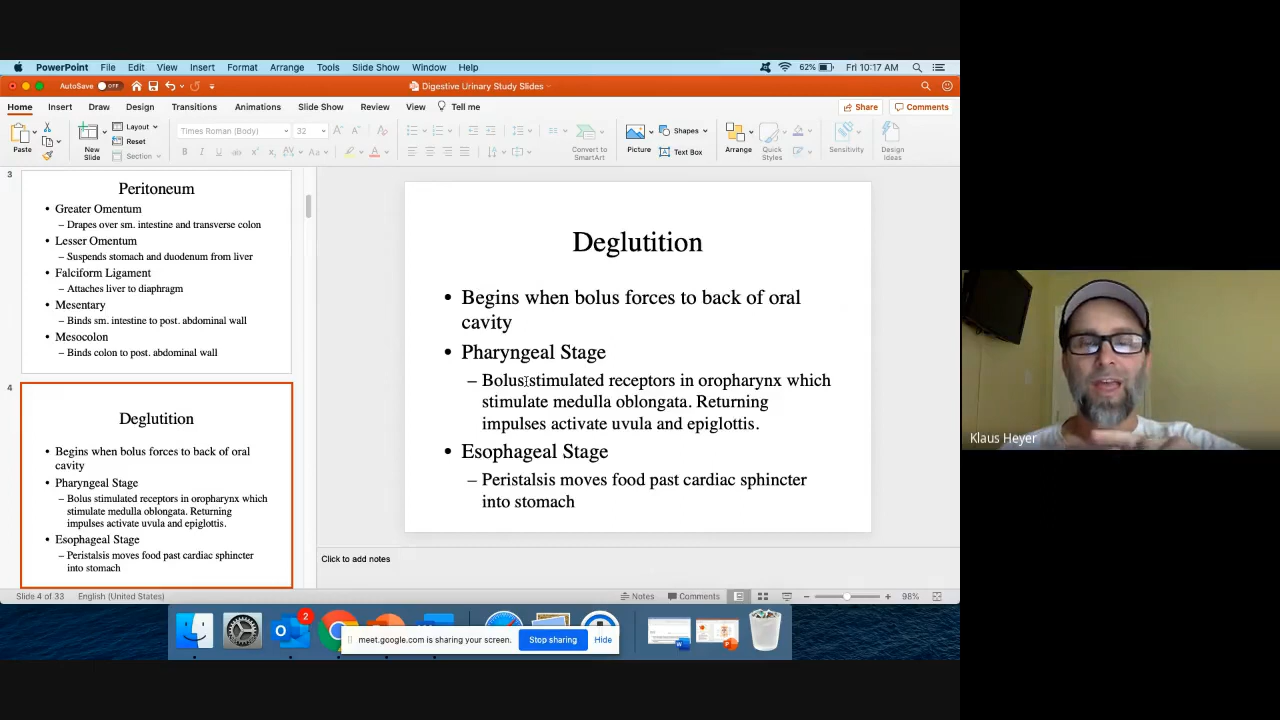 PowerPoint File Edit View Insert Format Arrange Tools Slide Show Window Help 62% Fri 10:17 AM
AutoSave OFF Digestive Urinary Study Slides
Home Insert Draw Design Transitions Animations Slide Show Review View Tell me Share Comments
Paste New Slide Layout Reset Section Times Roman (Body) 32 Convert to SmartArt Picture Shapes Text Box Arrange Quick Styles Sensitivity Design Ideas
3
Peritoneum
• Greater Omentum
– Drapes over sm. intestine and transverse colon
• Lesser Omentum
– Suspends stomach and duodenum from liver
• Falciform Ligament
– Attaches liver to diaphragm
• Mesentary
– Binds sm. intestine to post. abdominal wall
• Mesocolon
– Binds colon to post. abdominal wall
4
Deglutition
• Begins when bolus forces to back of oral
cavity
• Pharyngeal Stage
– Bolus stimulated receptors in oropharynx which
stimulate medulla oblongata. Returning
impulses activate uvula and epiglottis.
• Esophageal Stage
– Peristalsis moves food past cardiac sphincter
into stomach
Deglutition
• Begins when bolus forces to back of oral
cavity
• Pharyngeal Stage
– Bolus stimulated receptors in oropharynx which
stimulate medulla oblongata. Returning
impulses activate uvula and epiglottis.
• Esophageal Stage
– Peristalsis moves food past cardiac sphincter
into stomach
Click to add notes
Slide 4 of 33 English (United States) Notes Comments 98%
2
meet.google.com is sharing your screen. Stop sharing Hide
Klaus Heyer